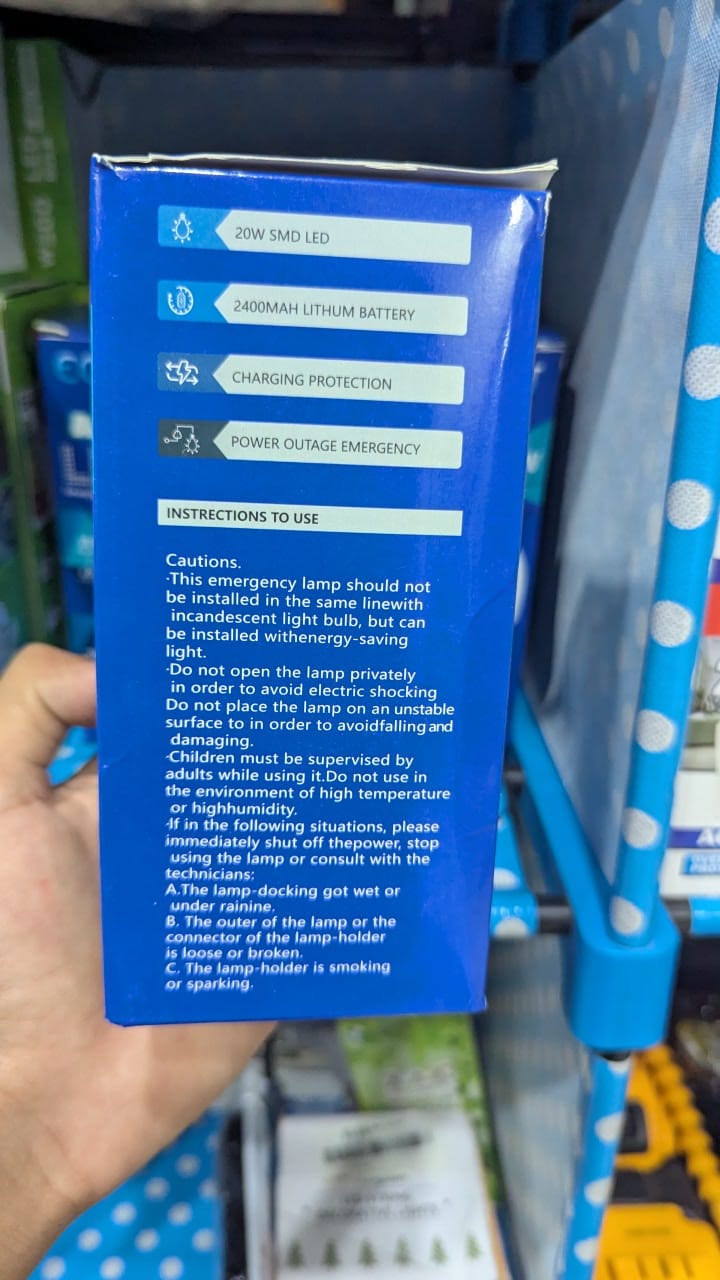 20W SMD LED
2400MAH LITHUM BATTERY
CHARGING PROTECTION
POWER OUTAGE EMERGENCY
INSTRECTIONS TO USE
Cautions.
·This emergency lamp should not
be installed in the same linewith
incandescent light bulb, but can
be installed withenergy-saving
light.
·Do not open the lamp privately
in order to avoid electric shocking
Do not place the lamp on an unstable
surface to in order to avoidfalling and
damaging.
·Children must be supervised by
adults while using it.Do not use in
the environment of high temperature
or highhumidity.
·If in the following situations, please
immediately shut off thepower, stop
using the lamp or consult with the
technicians:
A.The lamp-docking got wet or
under rainine.
B. The outer of the lamp or the
connector of the lamp-holder
is loose or broken.
C. The lamp-holder is smoking
or sparking.